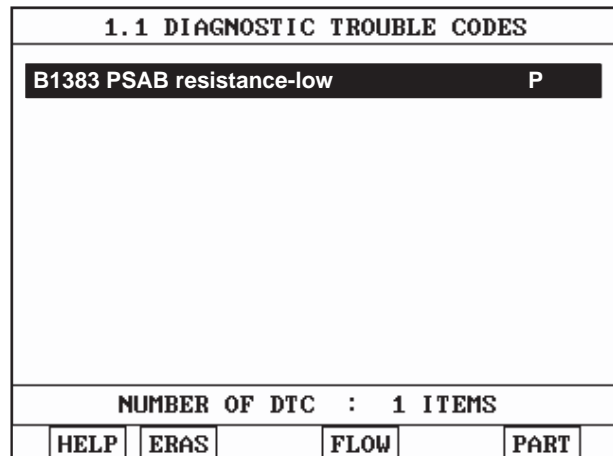 1.1 DIAGNOSTIC TROUBLE CODES
B1383 PSAB resistance-low P
NUMBER OF DTC : 1 ITEMS
HELP ERAS FLOW PART